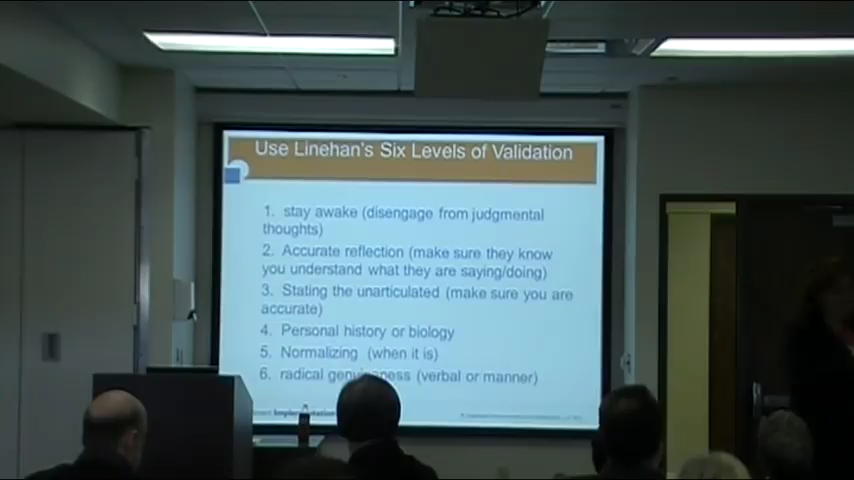 Use Linehan's Six Levels of Validation
1. stay awake (disengage from judgmental
thoughts)
2. Accurate reflection (make sure they know
you understand what they are saying/doing)
3. Stating the unarticulated (make sure you are
accurate)
4. Personal history or biology
5. Normalizing (when it is)
6. radical genuineness (verbal or manner)